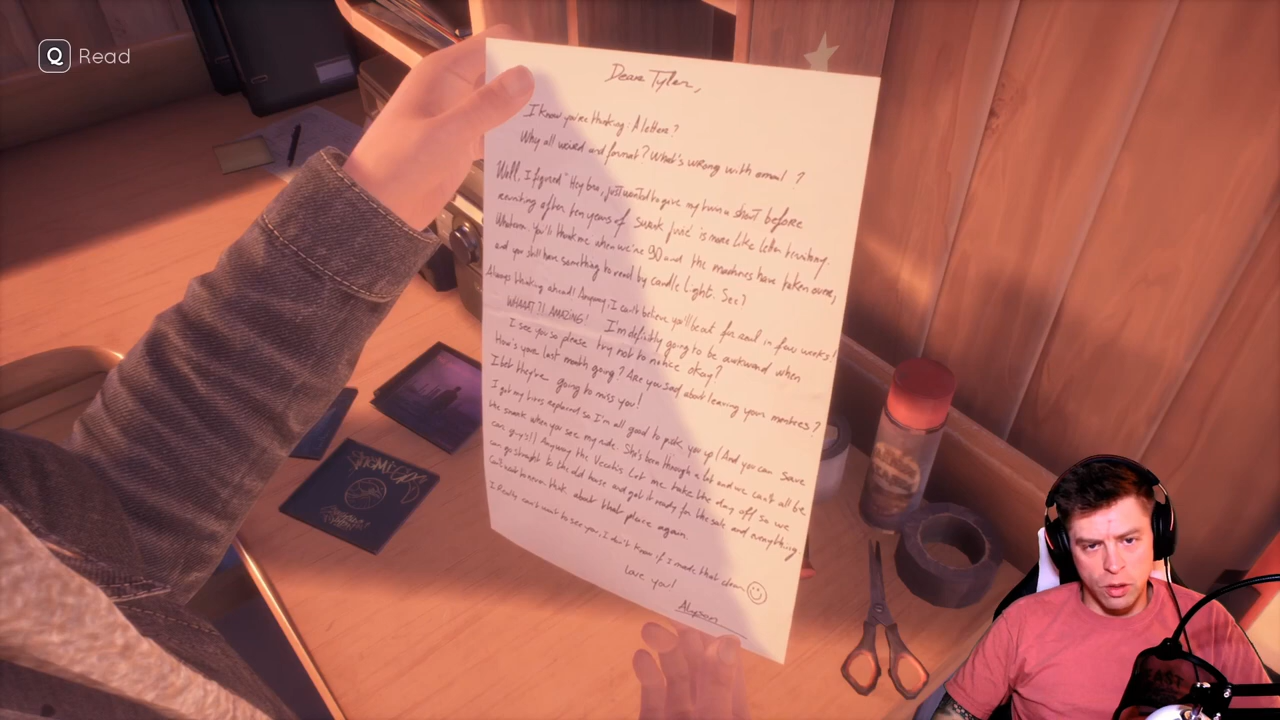 Q Read
Dear Tyler,
I know you're thinking: A letter?
Why all weird and formal? What's wrong with email?
Well, I figured "Hey bro, just wanted to give my twin a shout before
reuniting after ten years of swank juvie" is more like letter territory.
Whatever. You'll thank me when we're 90 and the machines have taken over,
and you still have something to read by candle light. See?
Always thinking ahead! Anyway, I can't believe you'll be out for real in few weeks!
WHAAAT?!! AMAZING! I'm definitely going to be awkward when
I see you so please try not to notice okay?
How's your last month going? Are you sad about leaving your mentees?
I bet they're going to miss you!
I got my tires replaced so I'm all good to pick you up! (And you can save
the snark when you see my ride. She's been through a lot and we can't all be
car guys!) Anyway the Vecchis let me take the day off so we
can go straight to the old house and get it ready for the sale and everything.
Can't wait to never think about that place again.
I really can't wait to see you, I don't know if I made that clear
Love you!
Alyson